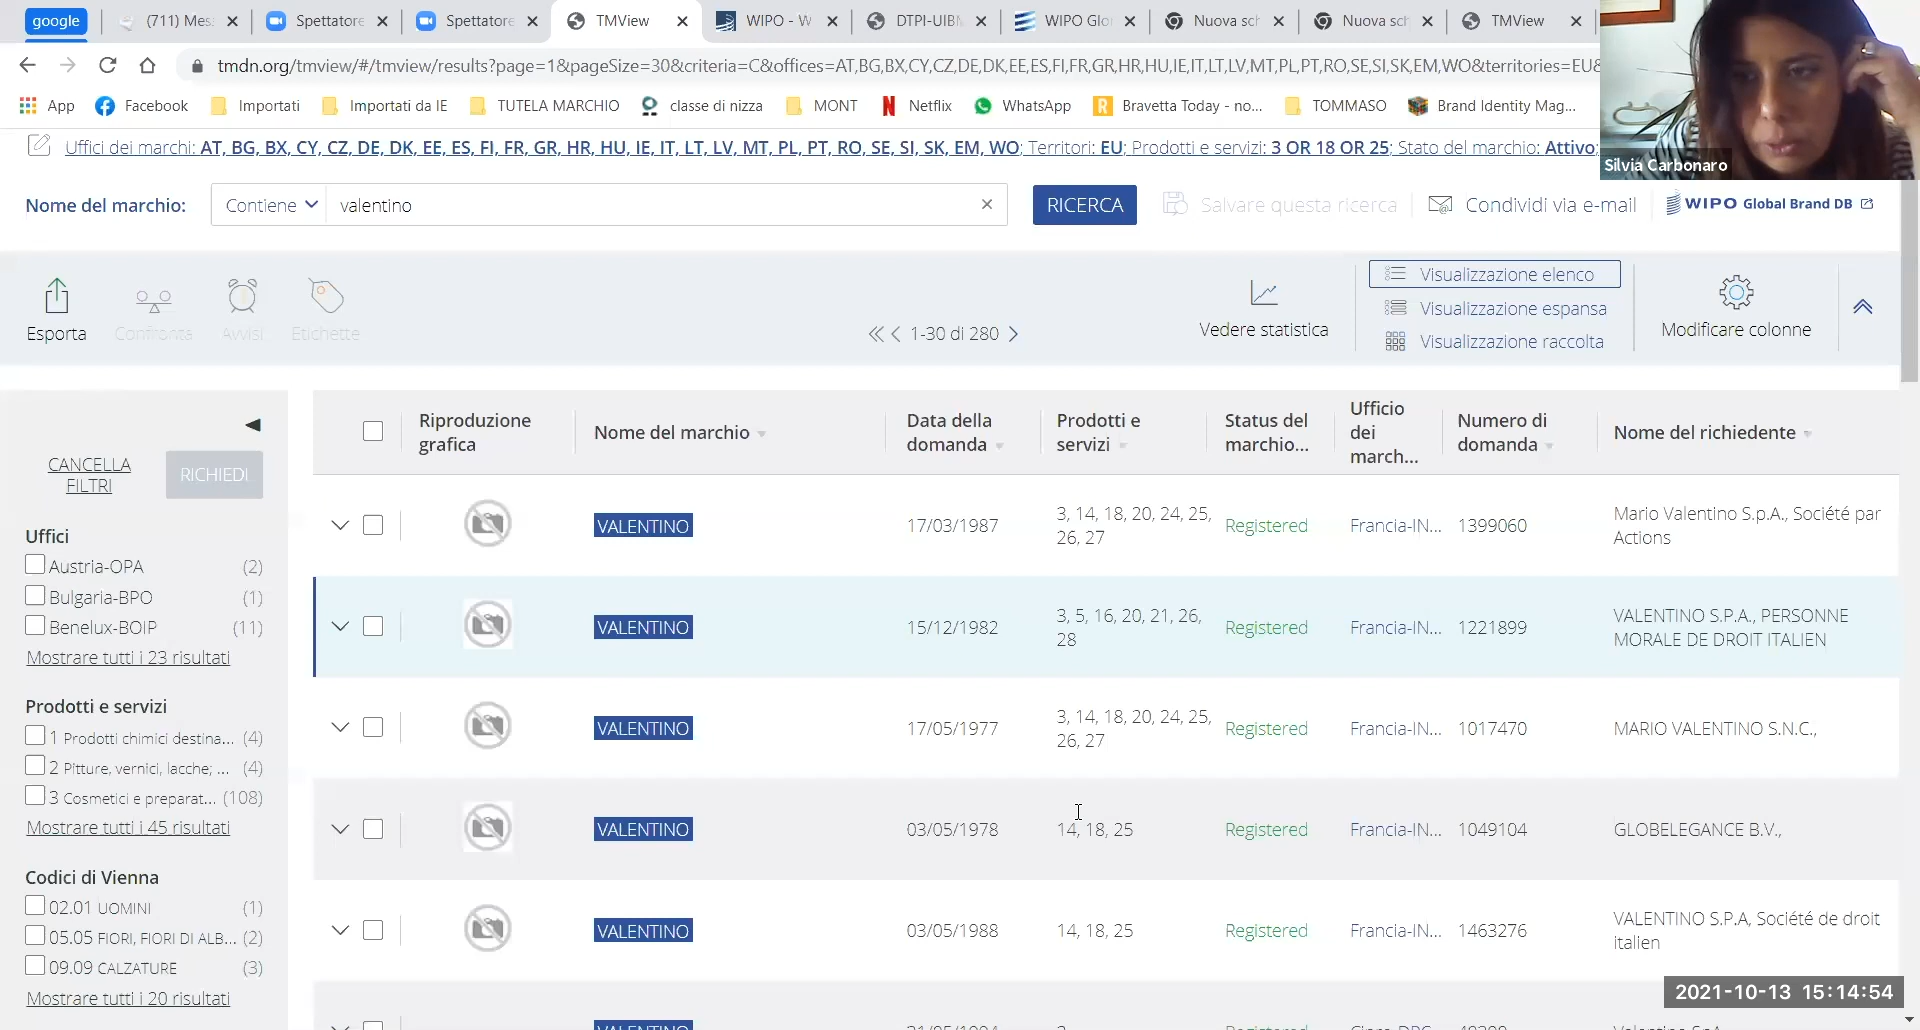 google
(711) Mes
Spettatore
Spettatore
TMView
WIPO - W
DTPI-UIBM
WIPO Glo
Nuova sch
Nuova sch
TMView
tmdn.org/tmview/#/tmview/results?page=1&pageSize=30&criteria=C&offices=AT,BG,BX,CY,CZ,DE,DK,EE,ES,FI,FR,GR,HR,HU,IE,IT,LT,LV,MT,PL,PT,RO,SE,SI,SK,EM,WO&territories=EU&
App
Facebook
Importati
Importati da IE
TUTELA MARCHIO
classe di nizza
MONT
Netflix
WhatsApp
Bravetta Today - no...
TOMMASO
Brand Identity Mag...
Silvia Carbonaro
Uffici dei marchi: AT, BG, BX, CY, CZ, DE, DK, EE, ES, FI, FR, GR, HR, HU, IE, IT, LT, LV, MT, PL, PT, RO, SE, SI, SK, EM, WO; Territori: EU; Prodotti e servizi: 3 OR 18 OR 25; Stato del marchio: Attivo;
Nome del marchio: Contiene valentino RICERCA Salvare questa ricerca Condividi via e-mail WIPO Global Brand DB
Esporta
Confronta
Avvisi
Etichette
1-30 di 280
Vedere statistica
Visualizzazione elenco
Visualizzazione espansa
Visualizzazione raccolta
Modificare colonne
CANCELLA
FILTRI
RICHIEDI
Uffici
Austria-OPA (2)
Bulgaria-BPO (1)
Benelux-BOIP (11)
Mostrare tutti i 23 risultati
Prodotti e servizi
1 Prodotti chimici destina... (4)
2 Pitture, vernici, lacche; ... (4)
3 Cosmetici e preparat... (108)
Mostrare tutti i 45 risultati
Codici di Vienna
02.01 UOMINI (1)
05.05 FIORI, FIORI DI ALB... (2)
09.09 CALZATURE (3)
Mostrare tutti i 20 risultati
Riproduzione
grafica
Nome del marchio
Data della
domanda
Prodotti e
servizi
Status del
marchio...
Ufficio
dei
march...
Numero di
domanda
Nome del richiedente
VALENTINO 17/03/1987 3, 14, 18, 20, 24, 25,
26, 27
Registered Francia-IN... 1399060 Mario Valentino S.p.A., Société par
Actions
VALENTINO 15/12/1982 3, 5, 16, 20, 21, 26,
28
Registered Francia-IN... 1221899 VALENTINO S.P.A., PERSONNE
MORALE DE DROIT ITALIEN
VALENTINO 17/05/1977 3, 14, 18, 20, 24, 25,
26, 27
Registered Francia-IN... 1017470 MARIO VALENTINO S.N.C.,
VALENTINO 03/05/1978 14, 18, 25 Registered Francia-IN... 1049104 GLOBELEGANCE B.V.,
VALENTINO 03/05/1988 14, 18, 25 Registered Francia-IN... 1463276 VALENTINO S.P.A, Société de droit
italien
VALENTINO
2021-10-13 15:14:54